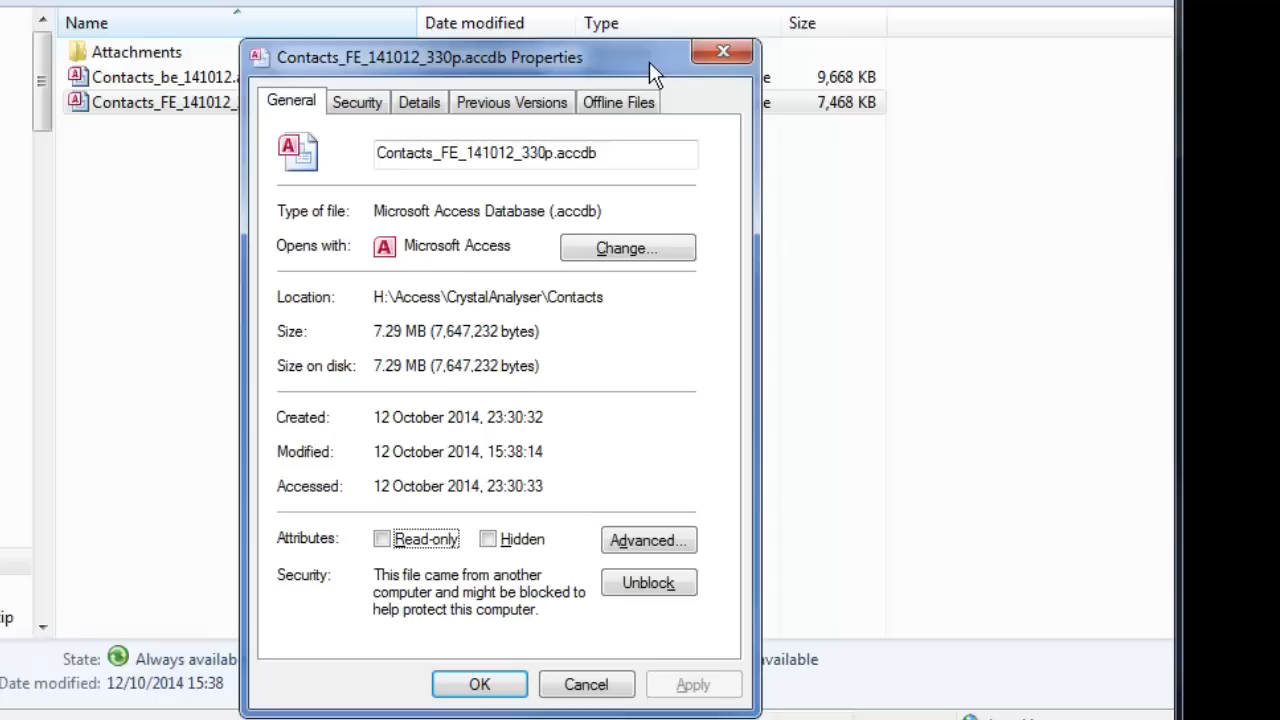 Name Date modified Type Size
Attachments
Contacts_be_141012.a e 9,668 KB
Contacts_FE_141012_3 e 7,468 KB
Contacts_FE_141012_330p.accdb Properties
General Security Details Previous Versions Offline Files
Contacts_FE_141012_330p.accdb
Type of file: Microsoft Access Database (.accdb)
Opens with: Microsoft Access Change...
Location: H:\Access\CrystalAnalyser\Contacts
Size: 7.29 MB (7,647,232 bytes)
Size on disk: 7.29 MB (7,647,232 bytes)
Created: 12 October 2014, 23:30:32
Modified: 12 October 2014, 15:38:14
Accessed: 12 October 2014, 23:30:33
Attributes: Read-only Hidden Advanced...
Security: This file came from another
computer and might be blocked to
help protect this computer.
Unblock
ip
State: Always availab vailable
Date modified: 12/10/2014 15:38
OK Cancel Apply